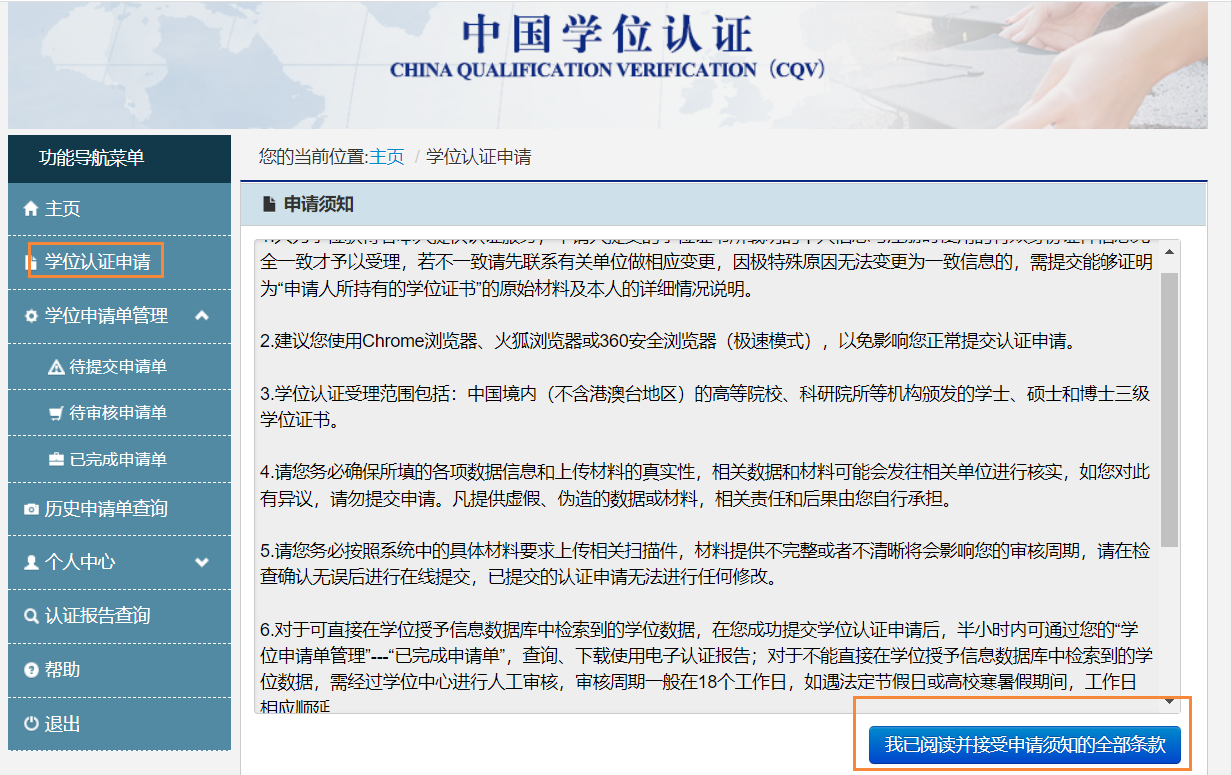 中国学位认证
CHINA QUALIFICATION VERIFICATION（CQV）
功能导航菜单
主页
学位认证申请
学位申请单管理
待提交申请单
待审核申请单
已完成申请单
历史申请单查询
个人中心
认证报告查询
帮助
退出
您的当前位置:主页 / 学位认证申请
申请须知
全一致才予以受理，若不一致请先联系有关单位做相应变更，因极特殊原因无法变更为一致信息的，需提交能够证明
为“申请人所持有的学位证书”的原始材料及本人的详细情况说明。
2.建议您使用Chrome浏览器、火狐浏览器或360安全浏览器（极速模式），以免影响您正常提交认证申请。
3.学位认证受理范围包括：中国境内（不含港澳台地区）的高等院校、科研院所等机构颁发的学士、硕士和博士三级
学位证书。
4.请您务必确保所填的各项数据信息和上传材料的真实性，相关数据和材料可能会发往相关单位进行核实，如您对此
有异议，请勿提交申请。凡提供虚假、伪造的数据或材料，相关责任和后果由您自行承担。
5.请您务必按照系统中的具体材料要求上传相关扫描件，材料提供不完整或者不清晰将会影响您的审核周期，请在检
查确认无误后进行在线提交，已提交的认证申请无法进行任何修改。
6.对于可直接在学位授予信息数据库中检索到的学位数据，在您成功提交学位认证申请后，半小时内可通过您的“学
位申请单管理”---“已完成申请单”，查询、下载使用电子认证报告；对于不能直接在学位授予信息数据库中检索到的学
位数据，需经过学位中心进行人工审核，审核周期一般在18个工作日，如遇法定节假日或高校寒暑假期间，工作日
相应顺延
我已阅读并接受申请须知的全部条款